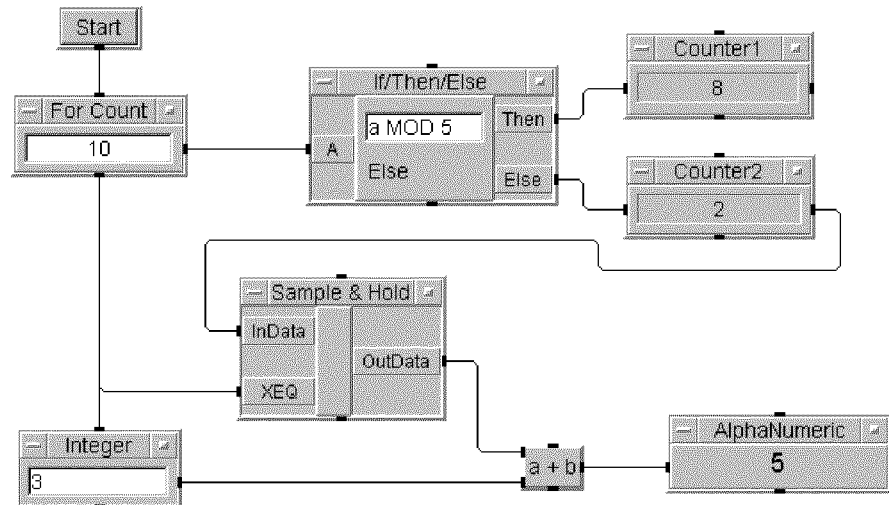 Start
For Count
10
If/Then/Else
A
a MOD 5
Then
Else
Else
Counter1
8
Counter2
2
Sample & Hold
InData
OutData
XEQ
Integer
3
a + b
AlphaNumeric
5